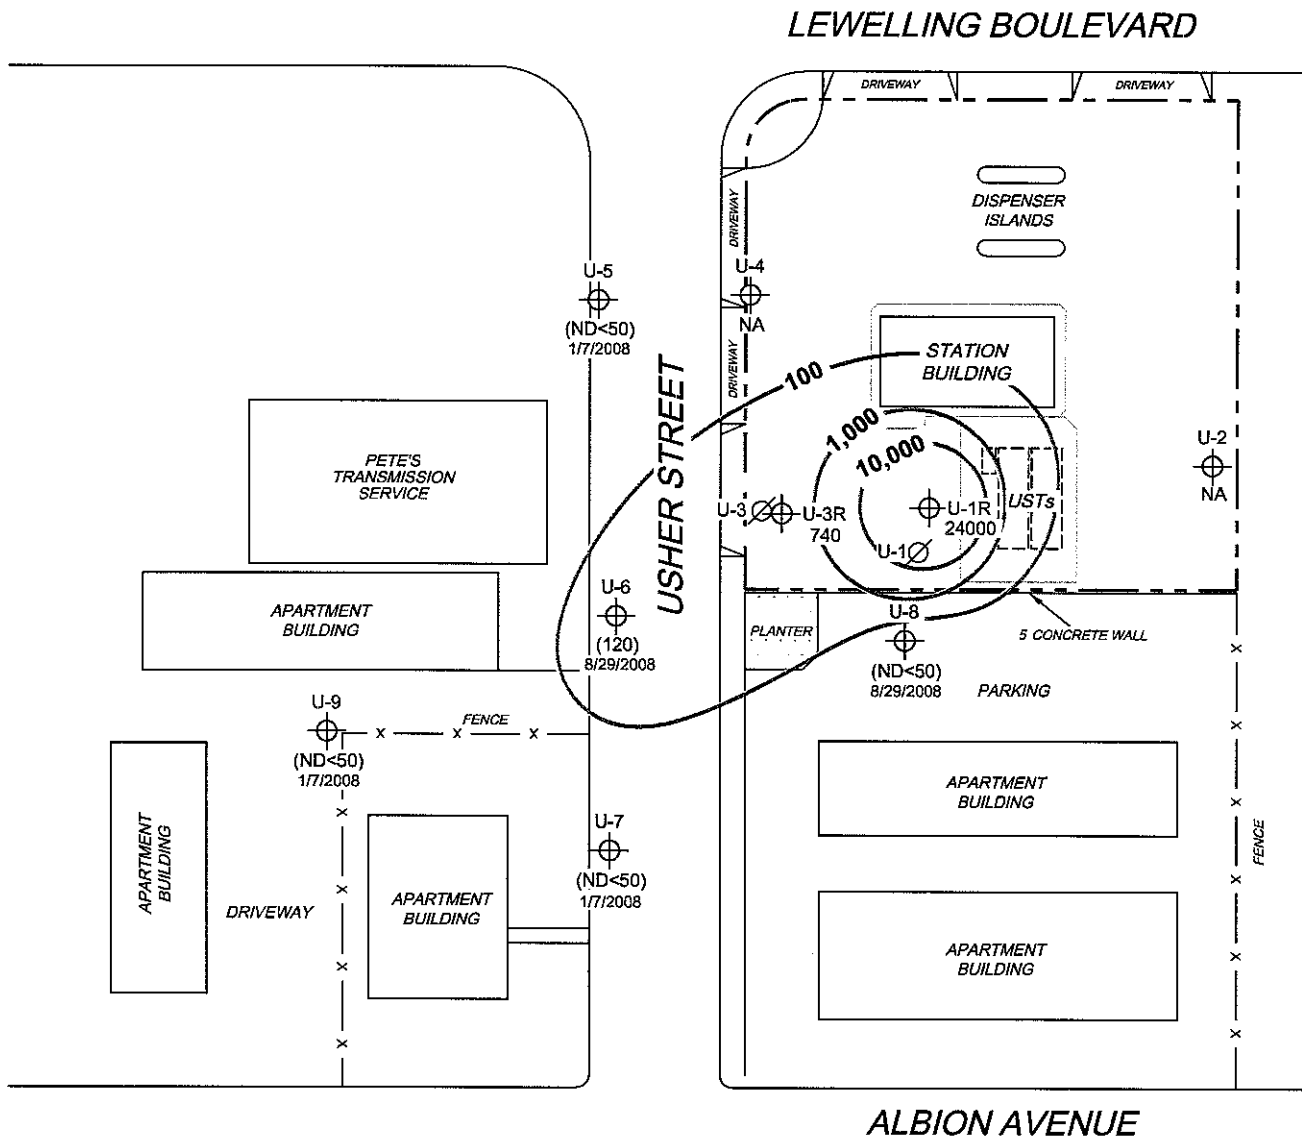 LEWELLING BOULEVARD
DRIVEWAY
DRIVEWAY
DRIVEWAY
DISPENSER
ISLANDS
U-5
(ND<50)
1/7/2008
U-4
NA
DRIVEWAY
STATION
BUILDING
100
1,000
10,000
USHER STREET
U-2
NA
PETE'S
TRANSMISSION
SERVICE
U-3
U-3R
740
U-1R
24000
USTs
U-1
APARTMENT
BUILDING
U-6
(120)
8/29/2008
PLANTER
U-8
(ND<50)
8/29/2008
5 CONCRETE WALL
PARKING
U-9
(ND<50)
1/7/2008
FENCE
x x x
APARTMENT
BUILDING
APARTMENT
BUILDING
DRIVEWAY
APARTMENT
BUILDING
U-7
(ND<50)
1/7/2008
FENCE
APARTMENT
BUILDING
x
x
x
x
x
x
x
x
x
x
ALBION AVENUE